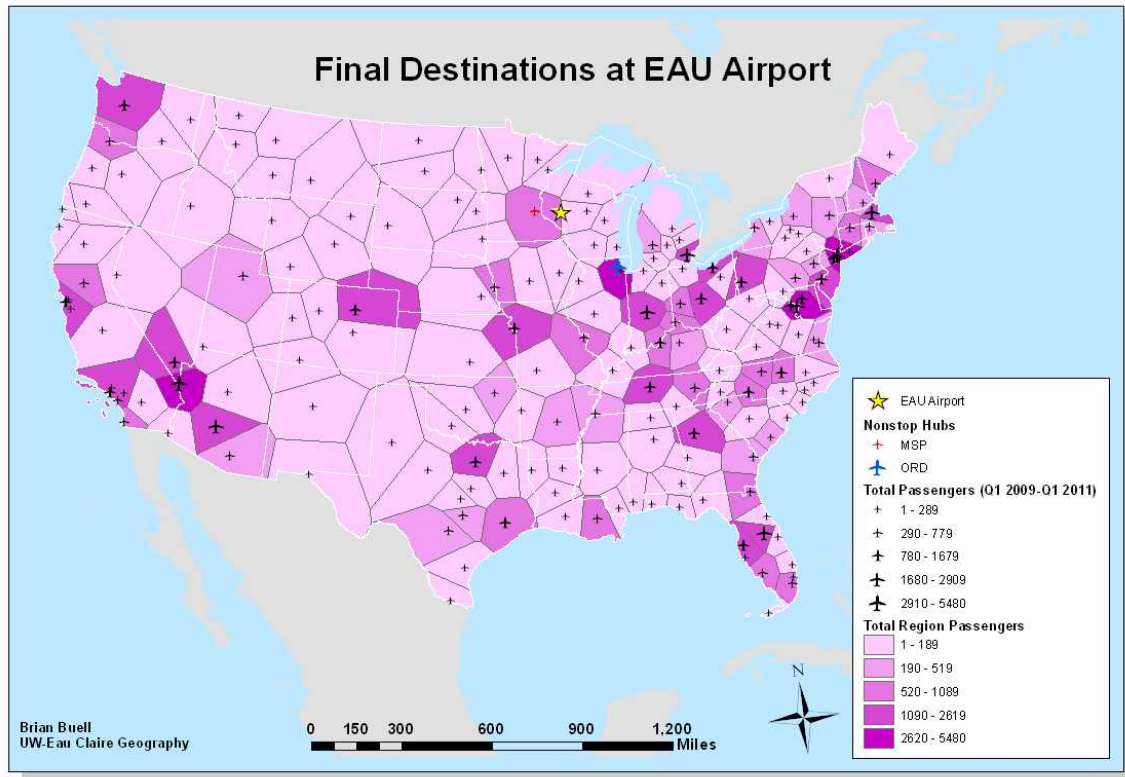 Final Destinations at EAU Airport
EAU Airport
Nonstop Hubs
MSP
ORD
Total Passengers (Q1 2009-Q1 2011)
1 - 289
290 - 779
780 - 1679
1680 - 2909
2910 - 5480
Total Region Passengers
1 - 189
190 - 519
520 - 1089
1090 - 2619
2620 - 5480
N
Brian Buell
UW-Eau Claire Geography
0 150 300 600 900 1,200
Miles